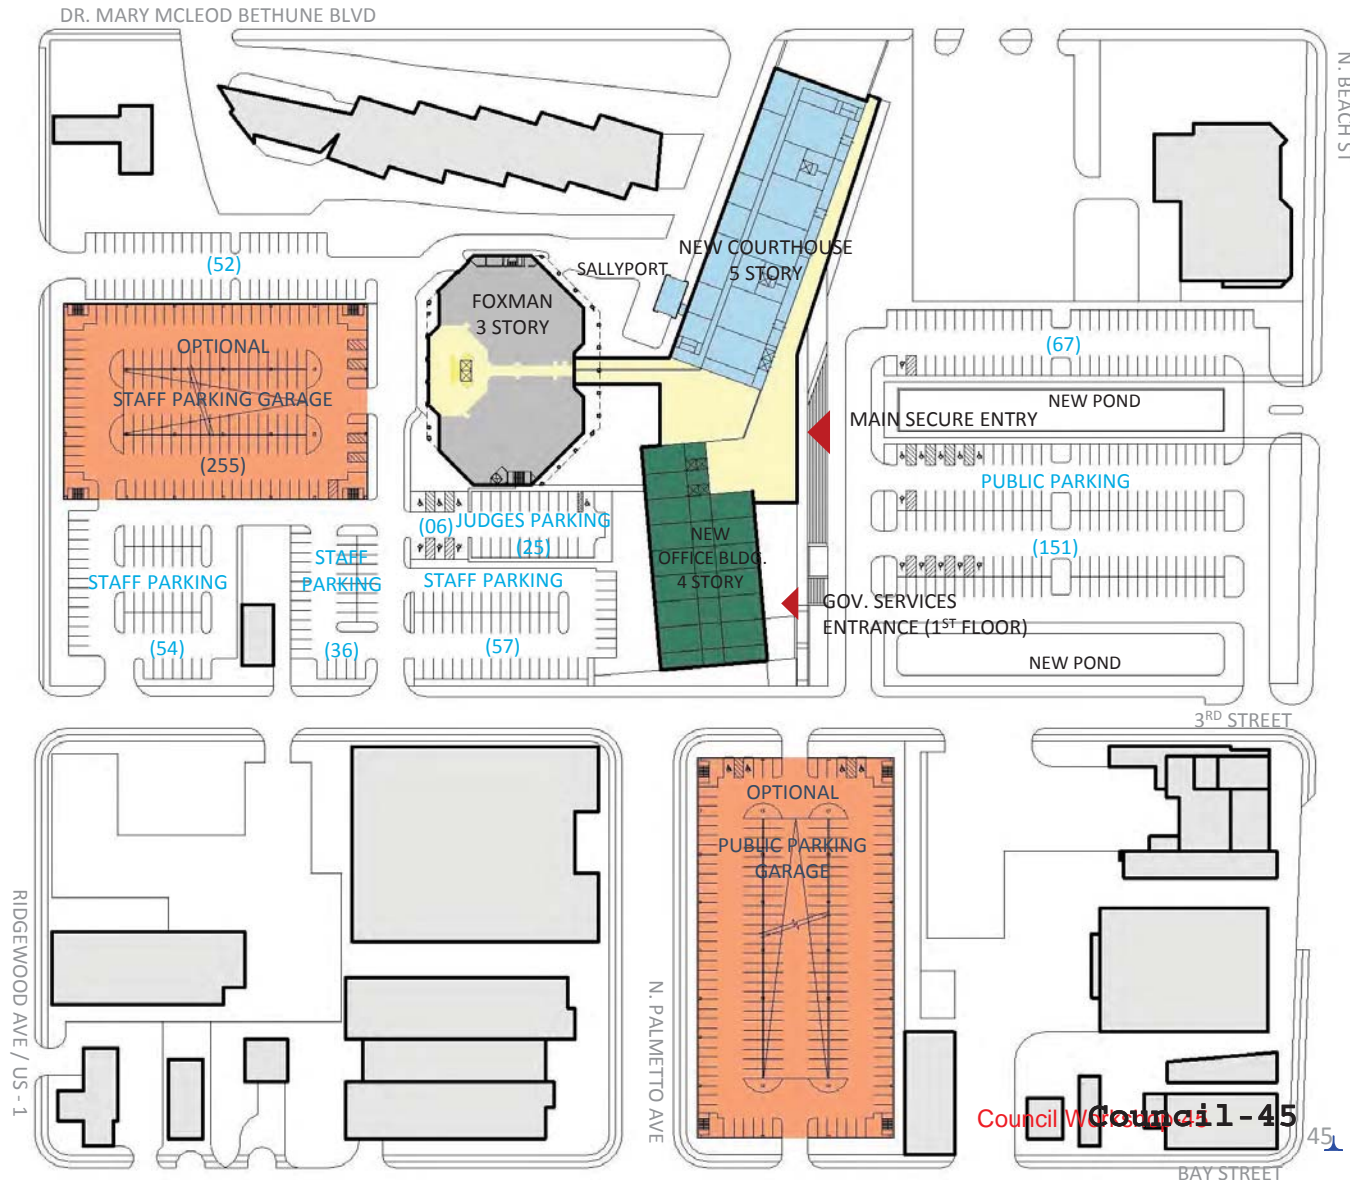 DR. MARY MCLEOD BETHUNE BLVD
N. BEACH ST
NEW COURTHOUSE
5 STORY
SALLYPORT
(52)
FOXMAN
3 STORY
OPTIONAL
STAFF PARKING GARAGE
(255)
(67)
NEW POND
MAIN SECURE ENTRY
PUBLIC PARKING
(151)
(06)
JUDGES PARKING
(25)
NEW
OFFICE BLDG.
4 STORY
STAFF PARKING
(54)
STAFF
PARKING
(36)
STAFF PARKING
(57)
GOV. SERVICES
ENTRANCE (1ST FLOOR)
NEW POND
3RD STREET
OPTIONAL
PUBLIC PARKING
GARAGE
RIDGEWOOD AVE / US - 1
N. PALMETTO AVE
Council Workshop 45
Council-45
45
BAY STREET